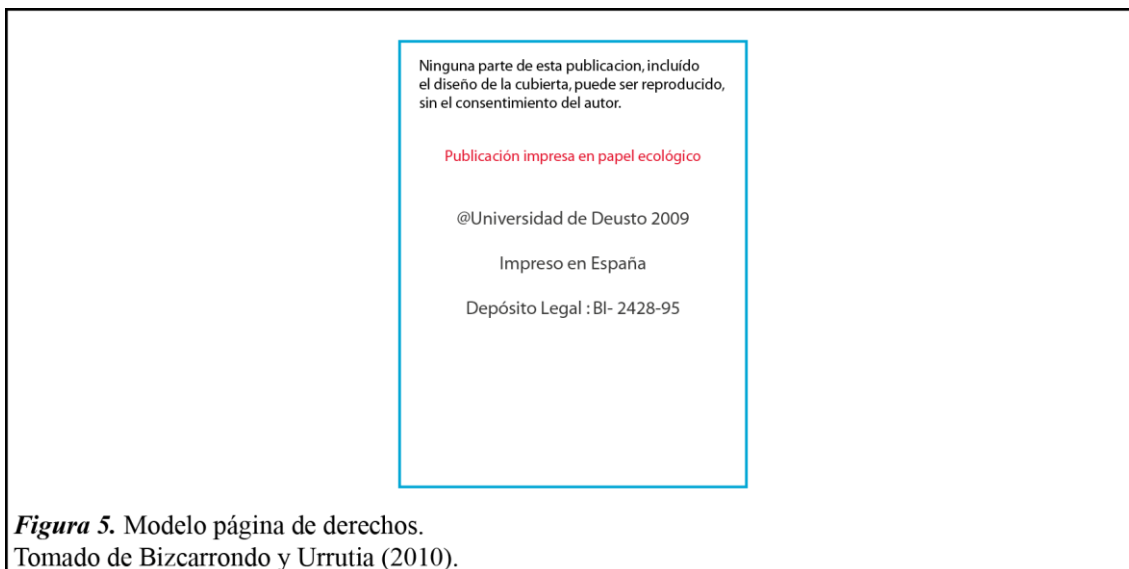 Ninguna parte de esta publicacion, incluído
el diseño de la cubierta, puede ser reproducido,
sin el consentimiento del autor.
Publicación impresa en papel ecológico
@Universidad de Deusto 2009
Impreso en España
Depósito Legal : BI- 2428-95
Figura 5. Modelo página de derechos.
Tomado de Bizcarrondo y Urrutia (2010).